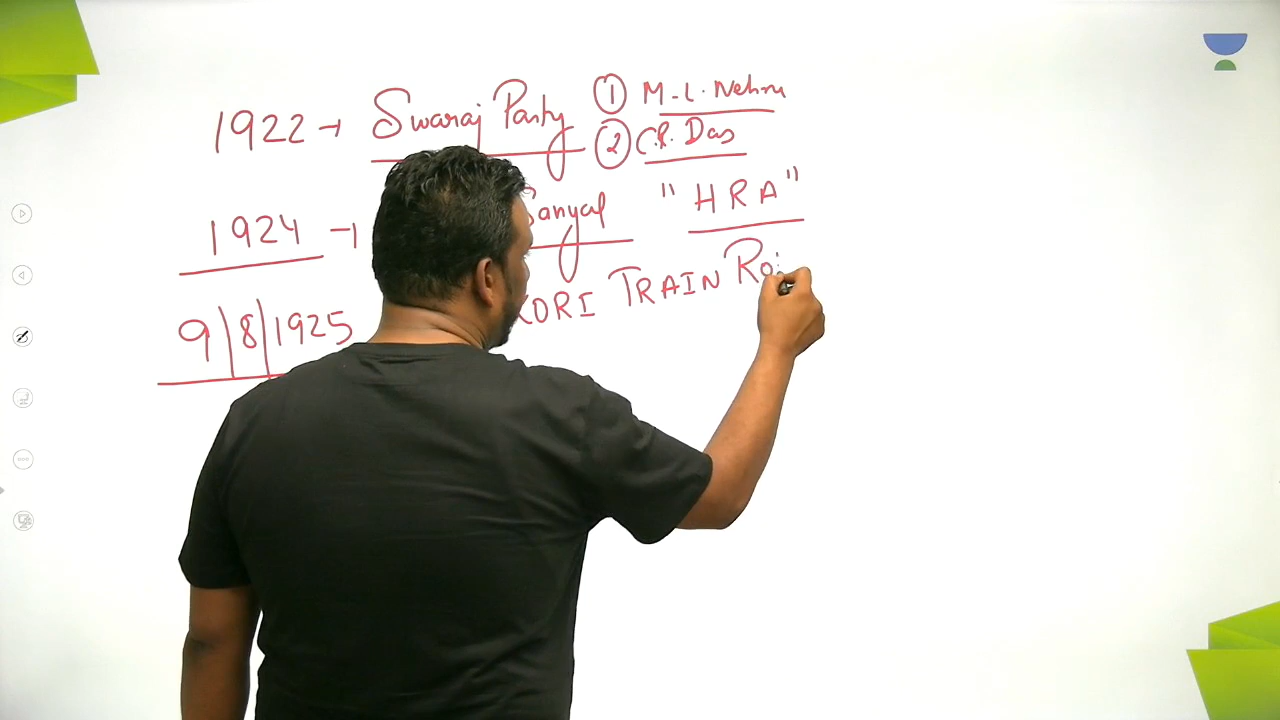 1922 → Swaraj Party ① M.L. Nehru
② C.R. Das
1924 → Sanyal "HRA"
9|8|1925 KORI TRAIN Ro